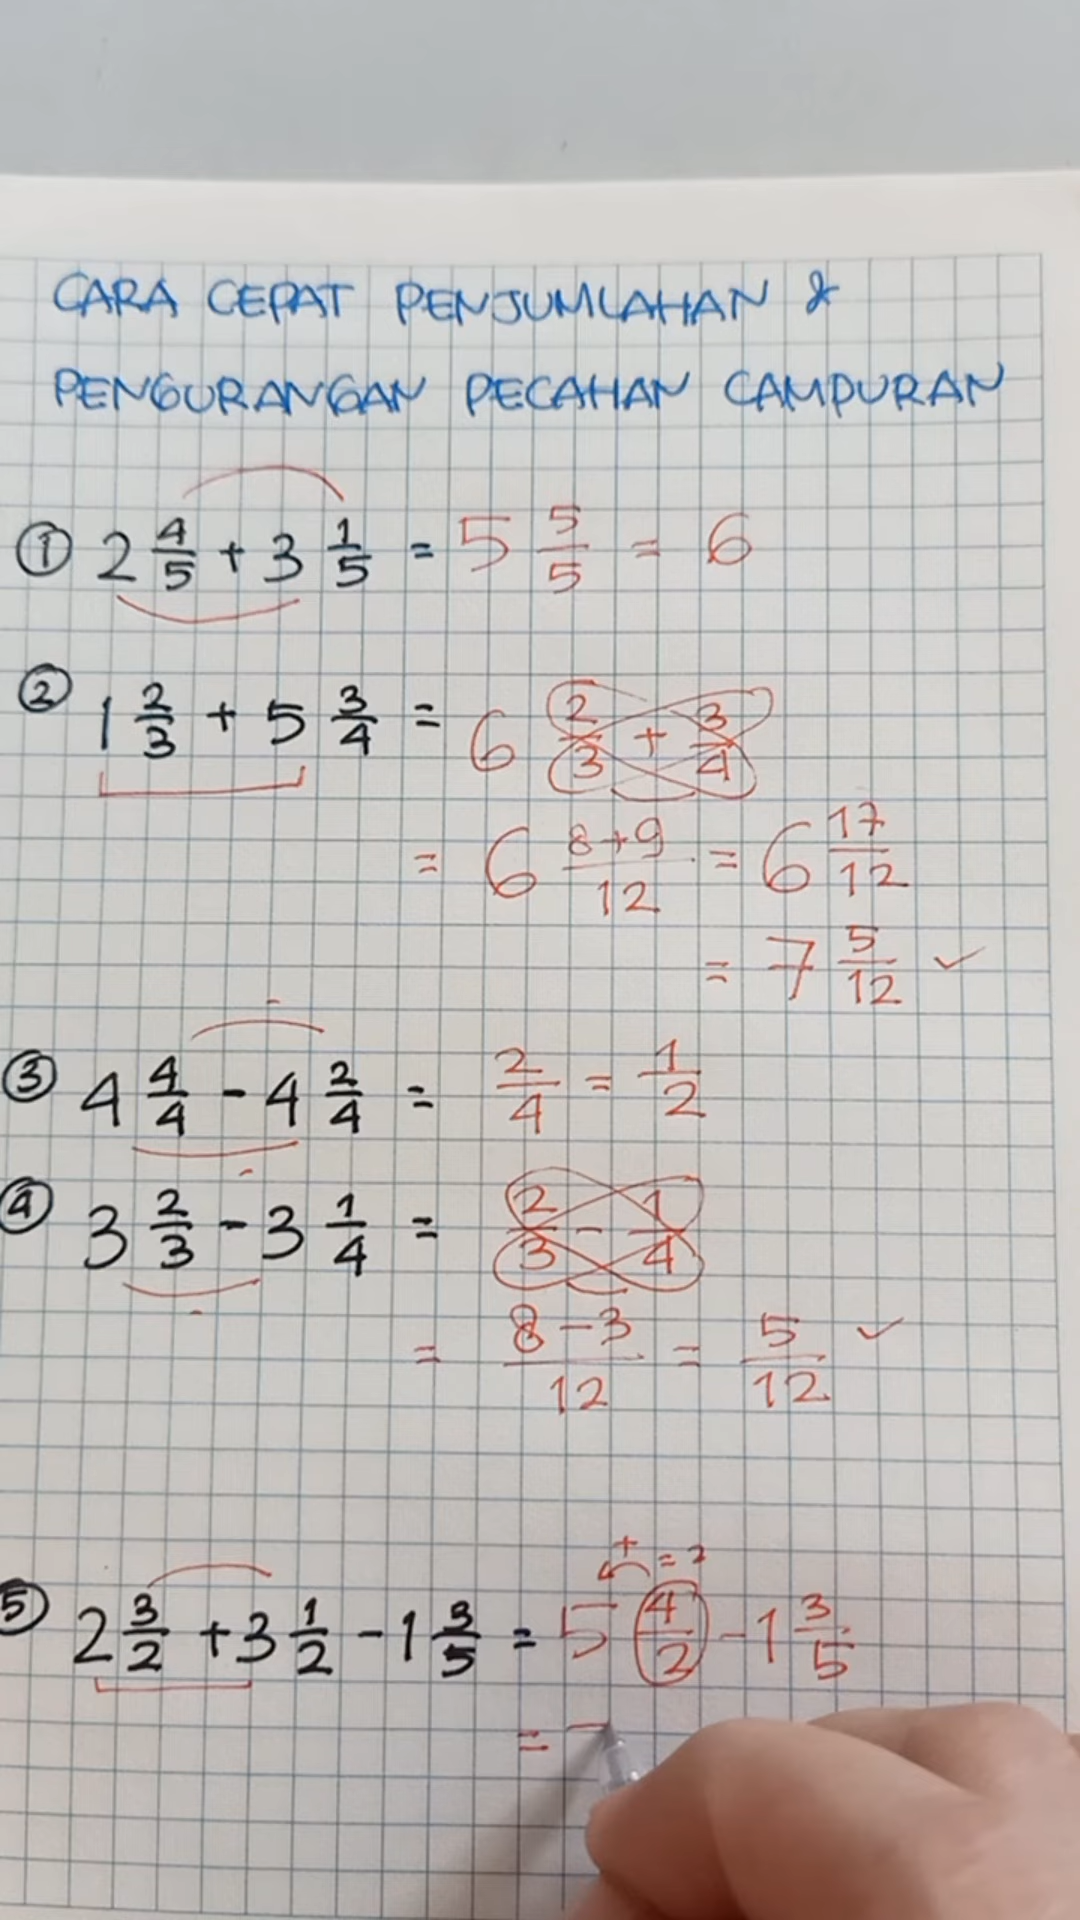 CARA CEPAT PENJUMLAHAN &
PENGURANGAN PECAHAN CAMPURAN
① 2 4/5 + 3 1/5 = 5 5/5 = 6
② 1 2/3 + 5 3/4 = 6 2/3 + 3/4
= 6 8+9/12 = 6 17/12
= 7 5/12 ✓
③ 4 4/4 - 4 2/4 = 2/4 = 1/2
-
④ 3 2/3 - 3 1/4 = 2/3 - 1/4
-
= 8-3/12 = 5/12 ✓
+ = 2
⑤ 2 3/2 + 3 1/2 - 1 3/5 = 5 4/2 - 1 3/5
=